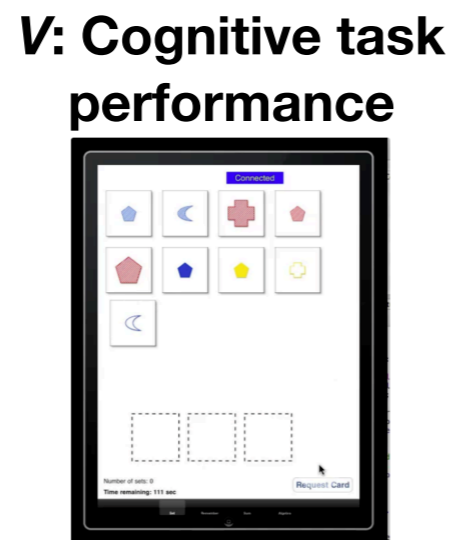 V: Cognitive task
performance
Connected
Number of sets: 0
Time remaining: 111 sec
Request Card